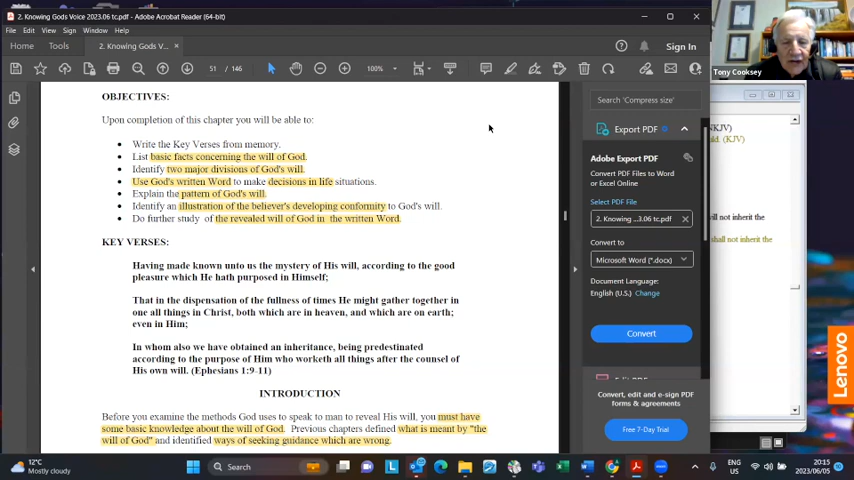 2. Knowing Gods Voice 2023.06 tc.pdf - Adobe Acrobat Reader (64-bit)
File Edit View Sign Window Help
Home Tools 2. Knowing Gods V... × Sign In
51 / 146 100%
OBJECTIVES:
Upon completion of this chapter you will be able to:
• Write the Key Verses from memory.
• List basic facts concerning the will of God.
• Identify two major divisions of God's will.
• Use God's written Word to make decisions in life situations.
• Explain the pattern of God's will.
• Identify an illustration of the believer's developing conformity to God's will.
• Do further study of the revealed will of God in the written Word.
KEY VERSES:
Having made known unto us the mystery of His will, according to the good
pleasure which He hath purposed in Himself;
That in the dispensation of the fullness of times He might gather together in
one all things in Christ, both which are in heaven, and which are on earth;
even in Him;
In whom also we have obtained an inheritance, being predestinated
according to the purpose of Him who worketh all things after the counsel of
His own will. (Ephesians 1:9-11)
INTRODUCTION
Before you examine the methods God uses to speak to man to reveal His will, you must have
some basic knowledge about the will of God. Previous chapters defined what is meant by "the
will of God" and identified ways of seeking guidance which are wrong.
Search 'Compress size'
Export PDF
Adobe Export PDF
Convert PDF Files to Word
or Excel Online
Select PDF File
2. Knowing ...3.06 tc.pdf ×
Convert to
Microsoft Word (*.docx)
Document Language:
English (U.S.) Change
Convert
Convert, edit and e-sign PDF
forms & agreements
Free 7-Day Trial
Tony Cooksey
NKJV)
ld. (KJV)
will not inherit the
shall not inherit the
Lenovo
12°C
Mostly cloudy
Search
ENG
US
20:15
2023/06/05